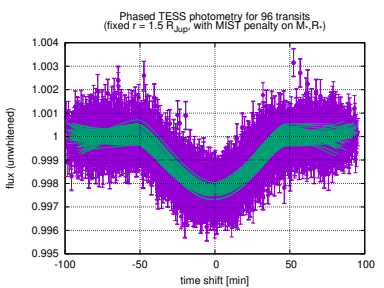 Phased TESS photometry for 96 transits
(fixed r = 1.5 RJup, with MIST penalty on M*,R*)
1.004
1.003
1.002
1.001
1
0.999
0.998
0.997
0.996
0.995
flux (unwhitened)
-100 -50 0 50 100
time shift [min]